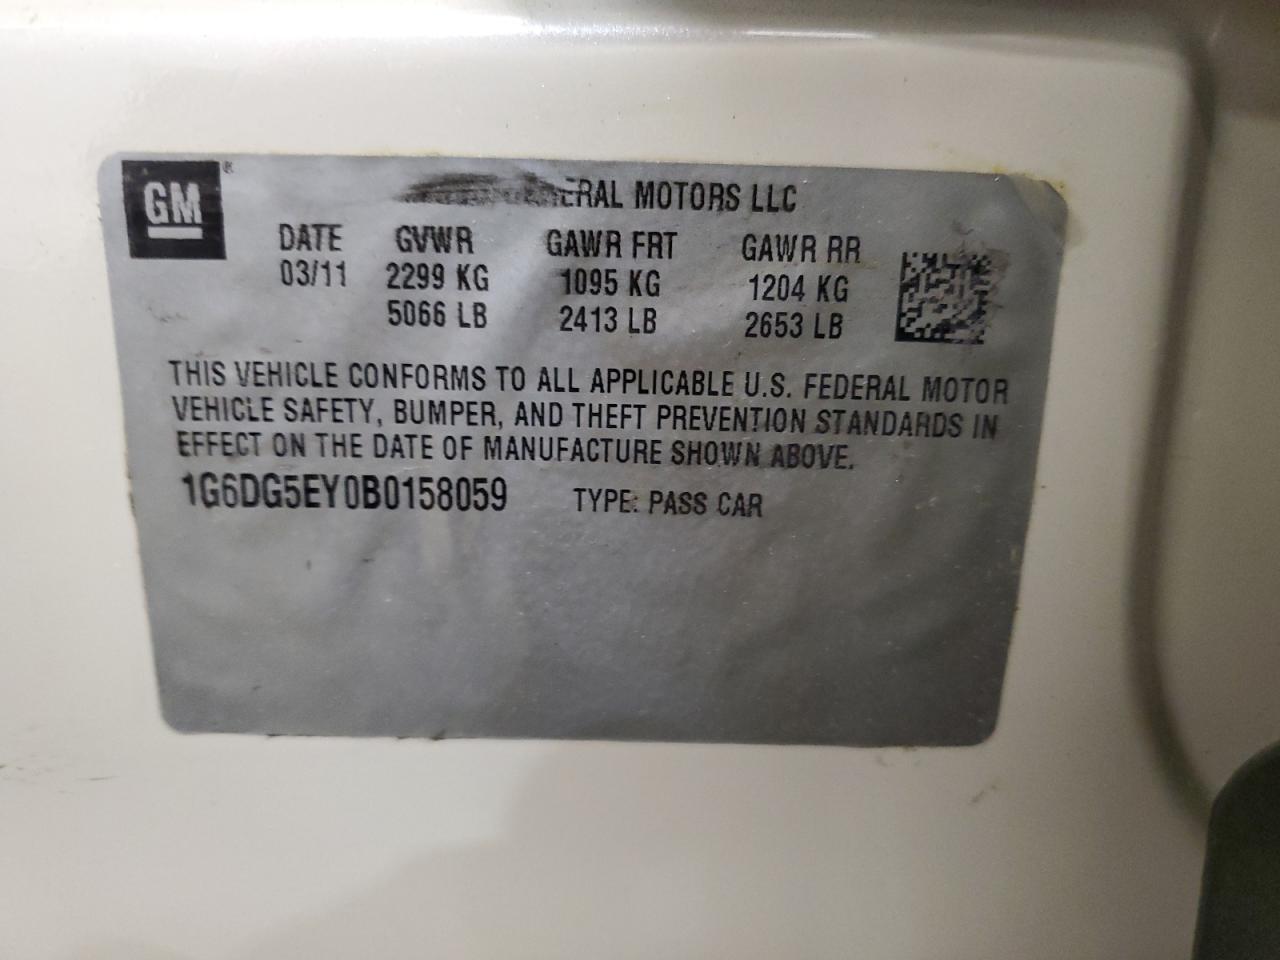 GM ®
ERAL MOTORS LLC
DATE GVWR GAWR FRT GAWR RR
03/11 2299 KG 1095 KG 1204 KG
5066 LB 2413 LB 2653 LB
THIS VEHICLE CONFORMS TO ALL APPLICABLE U.S. FEDERAL MOTOR
VEHICLE SAFETY, BUMPER, AND THEFT PREVENTION STANDARDS IN
EFFECT ON THE DATE OF MANUFACTURE SHOWN ABOVE.
1G6DG5EY0B0158059 TYPE: PASS CAR